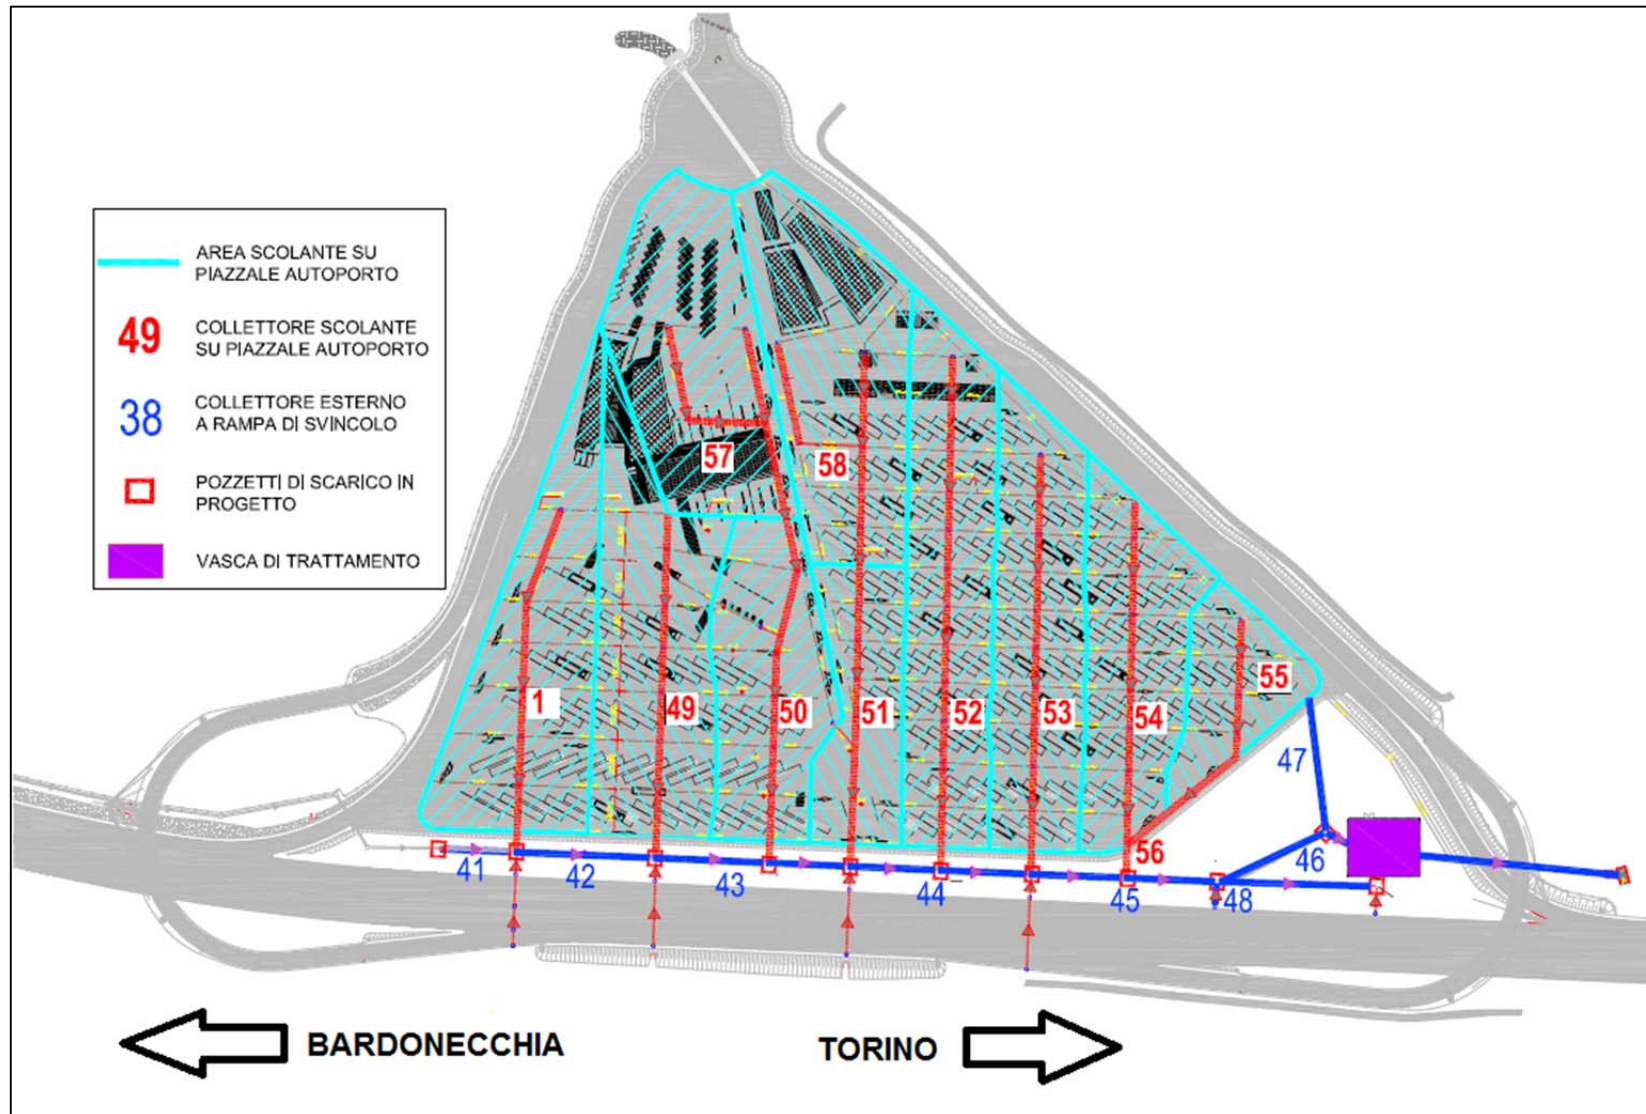 AREA SCOLANTE SU
PIAZZALE AUTOPORTO
49
COLLETTORE SCOLANTE
SU PIAZZALE AUTOPORTO
38
COLLETTORE ESTERNO
A RAMPA DI SVINCOLO
POZZETTI DI SCARICO IN
PROGETTO
VASCA DI TRATTAMENTO
57
58
1
49
50
51
52
53
54
55
47
56
46
41
42
43
44
45
48
BARDONECCHIA
TORINO